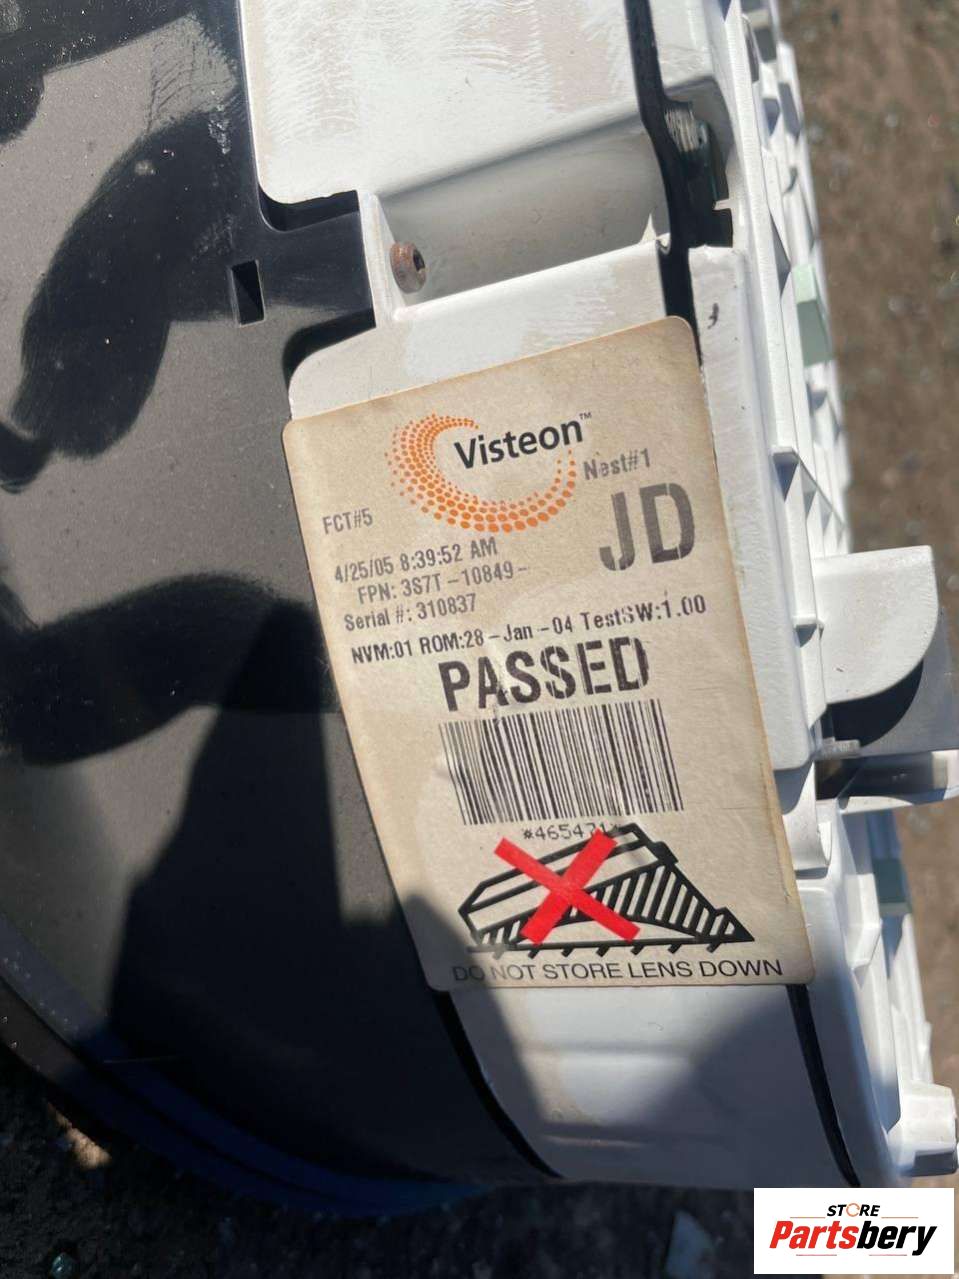 Visteon™
Nest#1
FCT#5
JD
4/25/05 8:39:52 AM
FPN: 3S7T-10849-
Serial #: 310837
NVM:01 ROM:28-Jan-04 TestSW:1.00
PASSED
DO NOT STORE LENS DOWN
STORE
Partsbery